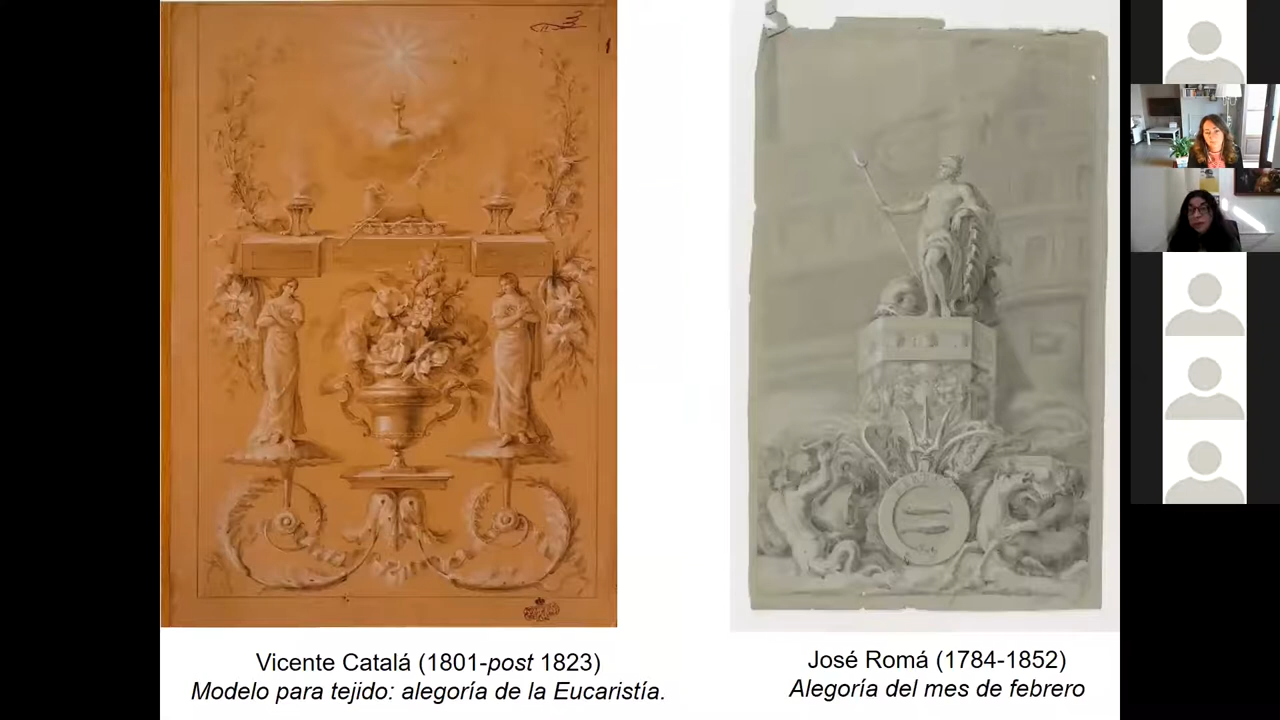 Vicente Catalá (1801-post 1823)
Modelo para tejido: alegoría de la Eucaristía.
José Romá (1784-1852)
Alegoría del mes de febrero